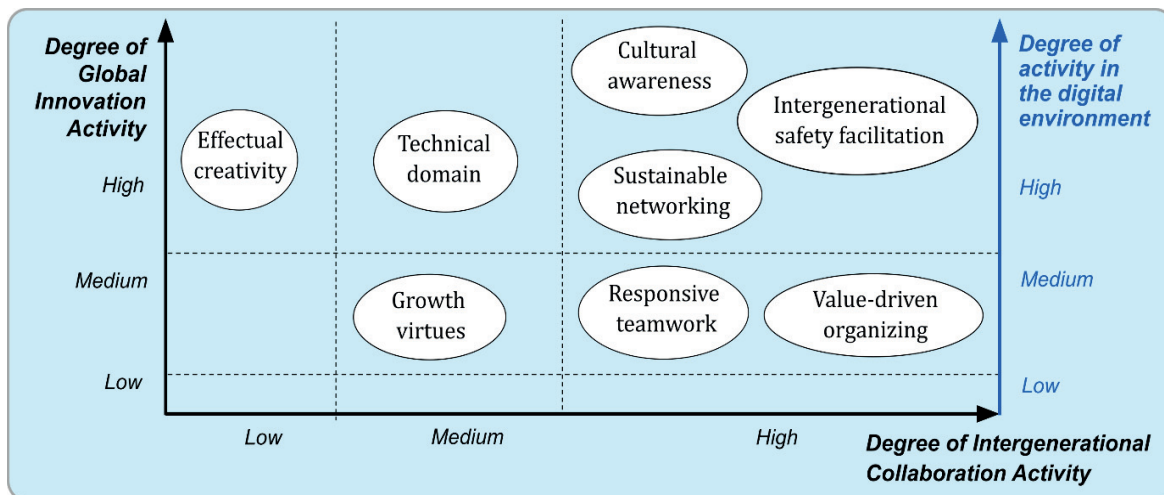 Degree of
Global
Innovation
Activity
High
Medium
Low
Effectual
creativity
Technical
domain
Cultural
awareness
Intergenerational
safety facilitation
Sustainable
networking
Growth
virtues
Responsive
teamwork
Value-driven
organizing
Degree of
activity in
the digital
environment
High
Medium
Low
Low
Medium
High
Degree of Intergenerational
Collaboration Activity